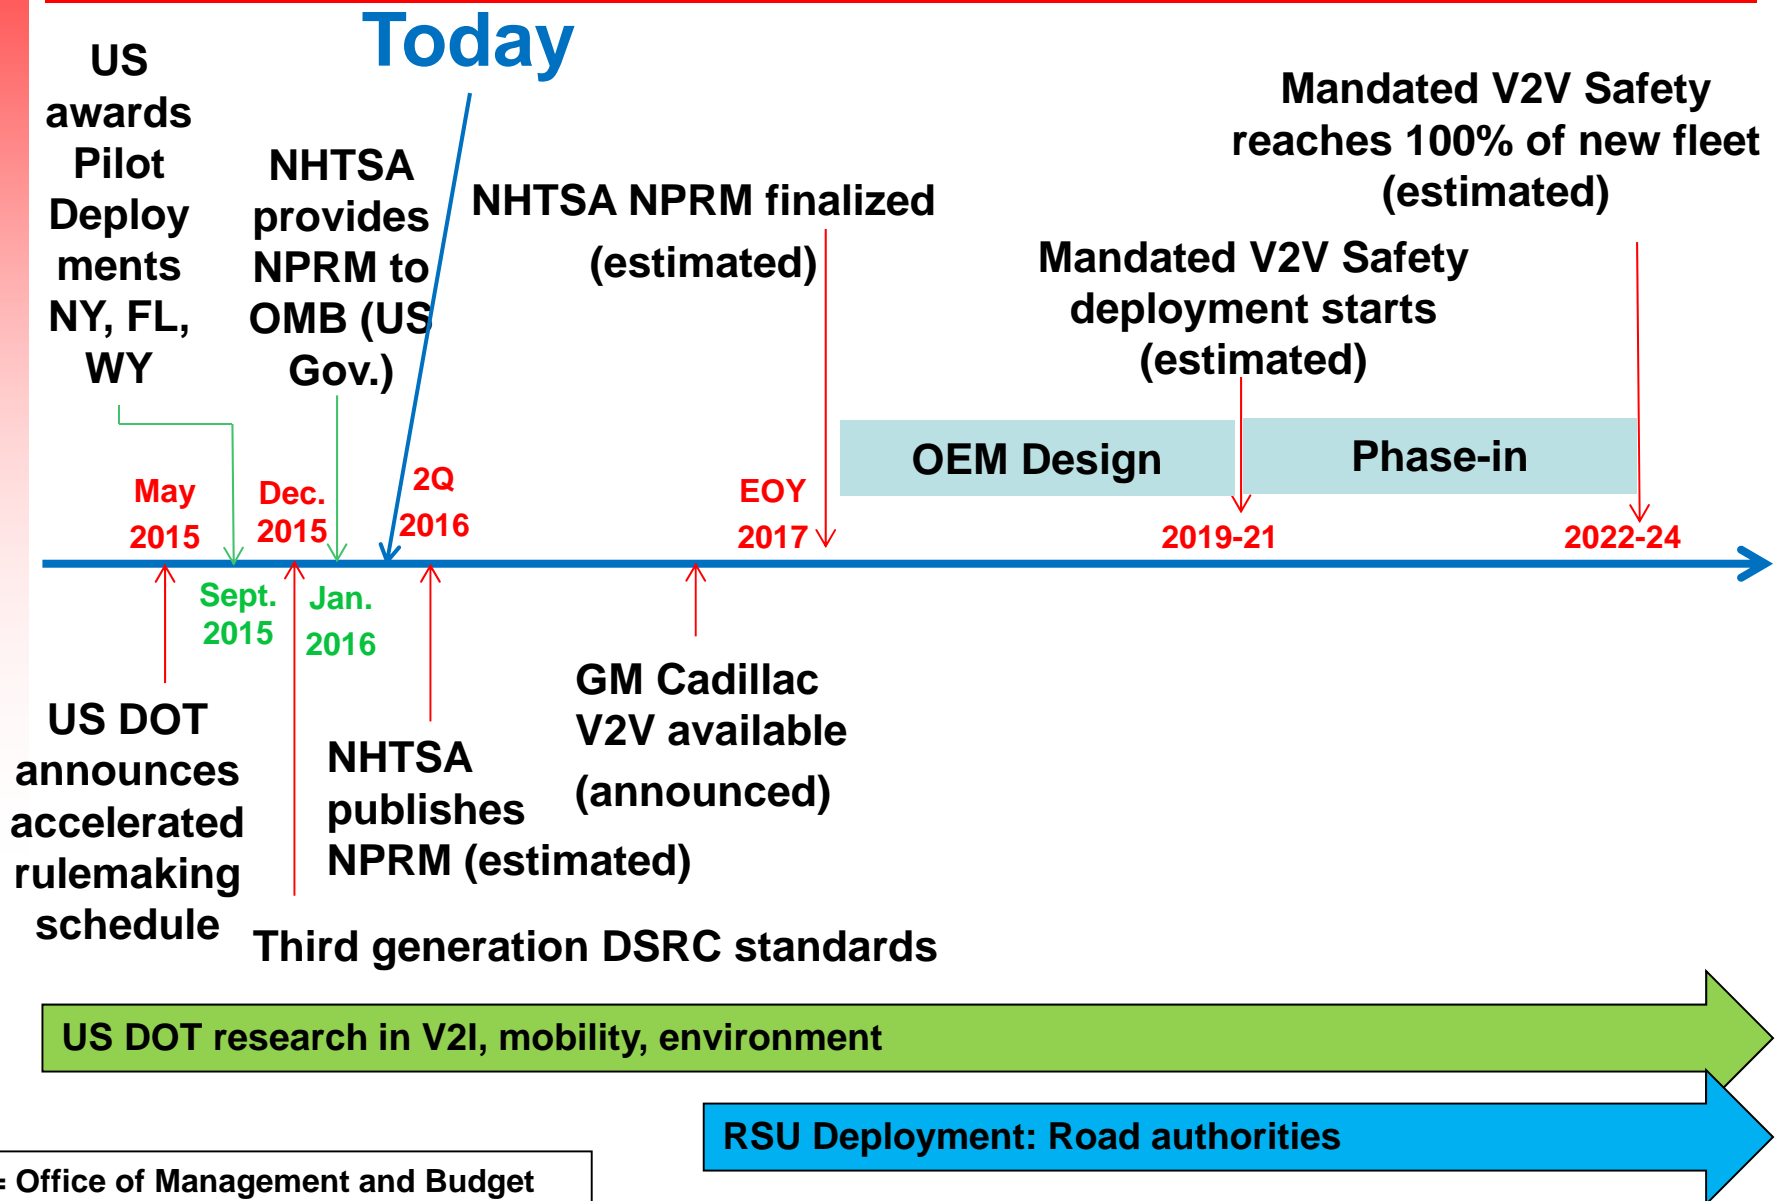 Today
US
awards
Pilot
Deploy
ments
NY, FL,
WY
NHTSA
provides
NPRM to
OMB (US
Gov.)
NHTSA NPRM finalized
(estimated)
Mandated V2V Safety
deployment starts
(estimated)
Mandated V2V Safety
reaches 100% of new fleet
(estimated)
OEM Design
Phase-in
May
2015
Dec.
2015
2Q
2016
EOY
2017
2019-21
2022-24
Sept.
2015
Jan.
2016
US DOT
announces
accelerated
rulemaking
schedule
NHTSA
publishes
NPRM (estimated)
GM Cadillac
V2V available
(announced)
Third generation DSRC standards
US DOT research in V2I, mobility, environment
RSU Deployment: Road authorities
= Office of Management and Budget